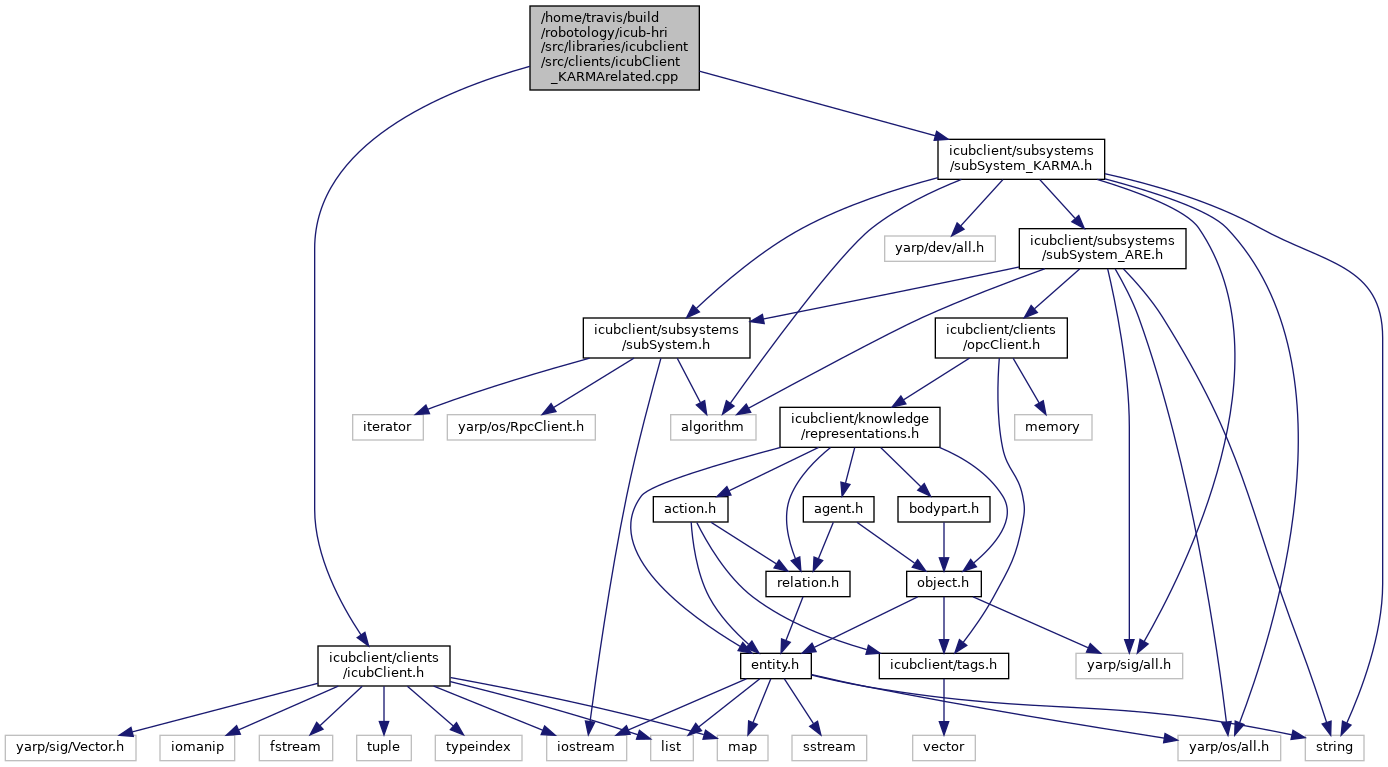 /home/travis/build
/robotology/icub-hri
/src/libraries/icubclient
/src/clients/icubClient
_KARMArelated.cpp
icubclient/subsystems
/subSystem_KARMA.h
yarp/dev/all.h
icubclient/subsystems
/subSystem_ARE.h
icubclient/subsystems
/subSystem.h
icubclient/clients
/opcClient.h
iterator
yarp/os/RpcClient.h
algorithm
icubclient/knowledge
/representations.h
memory
action.h
agent.h
bodypart.h
relation.h
object.h
icubclient/clients
/icubClient.h
entity.h
icubclient/tags.h
yarp/sig/all.h
yarp/sig/Vector.h
iomanip
fstream
tuple
typeindex
iostream
list
map
sstream
vector
yarp/os/all.h
string